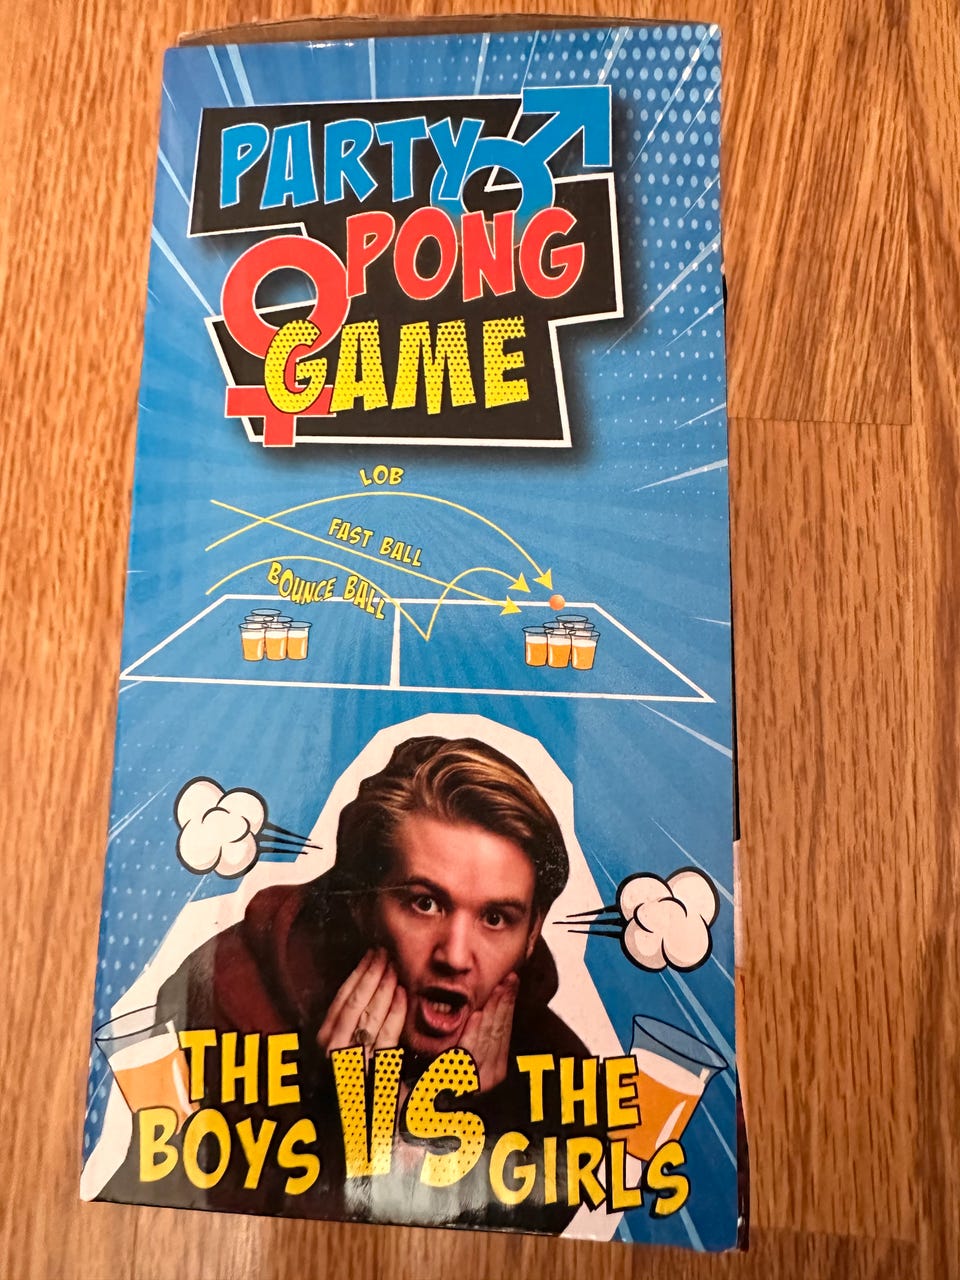 PARTY
PONG
GAME
LOB
FAST BALL
BOUNCE BALL
THE BOYS
VS
THE GIRLS